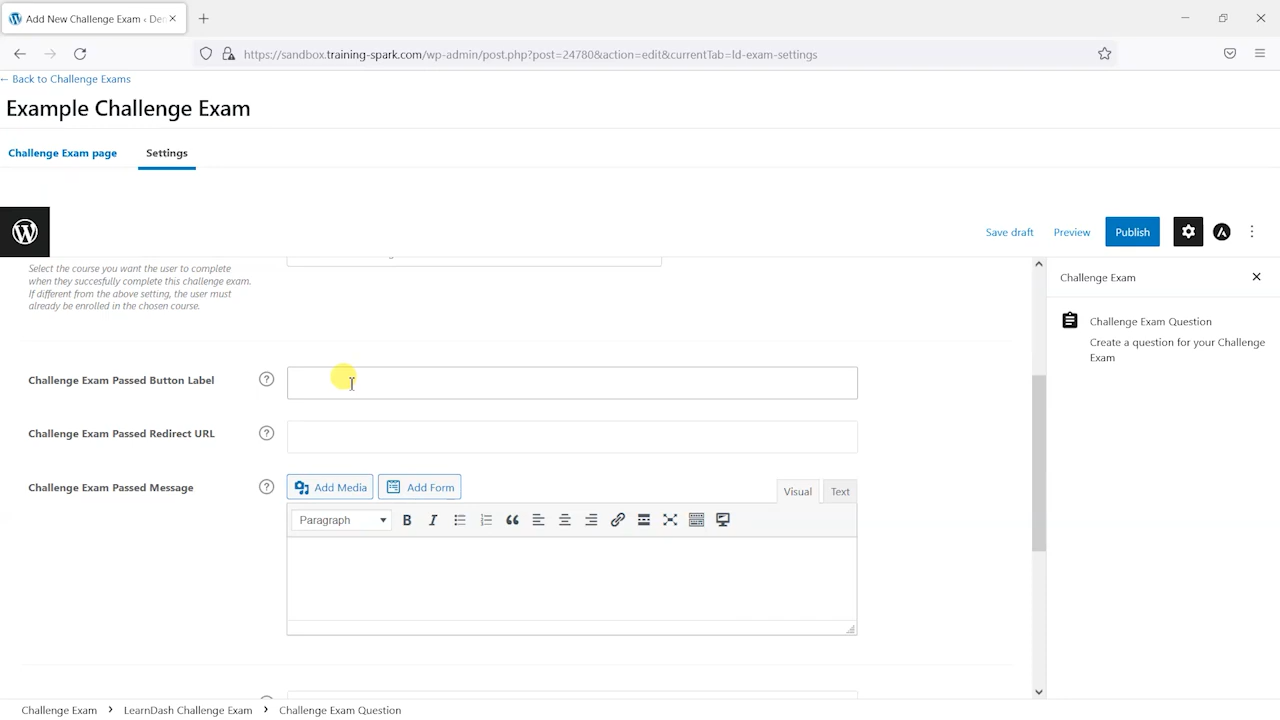 Add New Challenge Exam ‹ De
https://sandbox.training-spark.com/wp-admin/post.php?post=24780&action=edit&currentTab=ld-exam-settings
← Back to Challenge Exams
Example Challenge Exam
Challenge Exam page Settings
Save draft Preview Publish
Select the course you want the user to complete
when they succesfully complete this challenge exam.
If different from the above setting, the user must
already be enrolled in the chosen course.
Challenge Exam
Challenge Exam Question
Create a question for your Challenge
Exam
Challenge Exam Passed Button Label
Challenge Exam Passed Redirect URL
Challenge Exam Passed Message
Add Media Add Form
Visual Text
Paragraph B I
Challenge Exam > LearnDash Challenge Exam > Challenge Exam Question